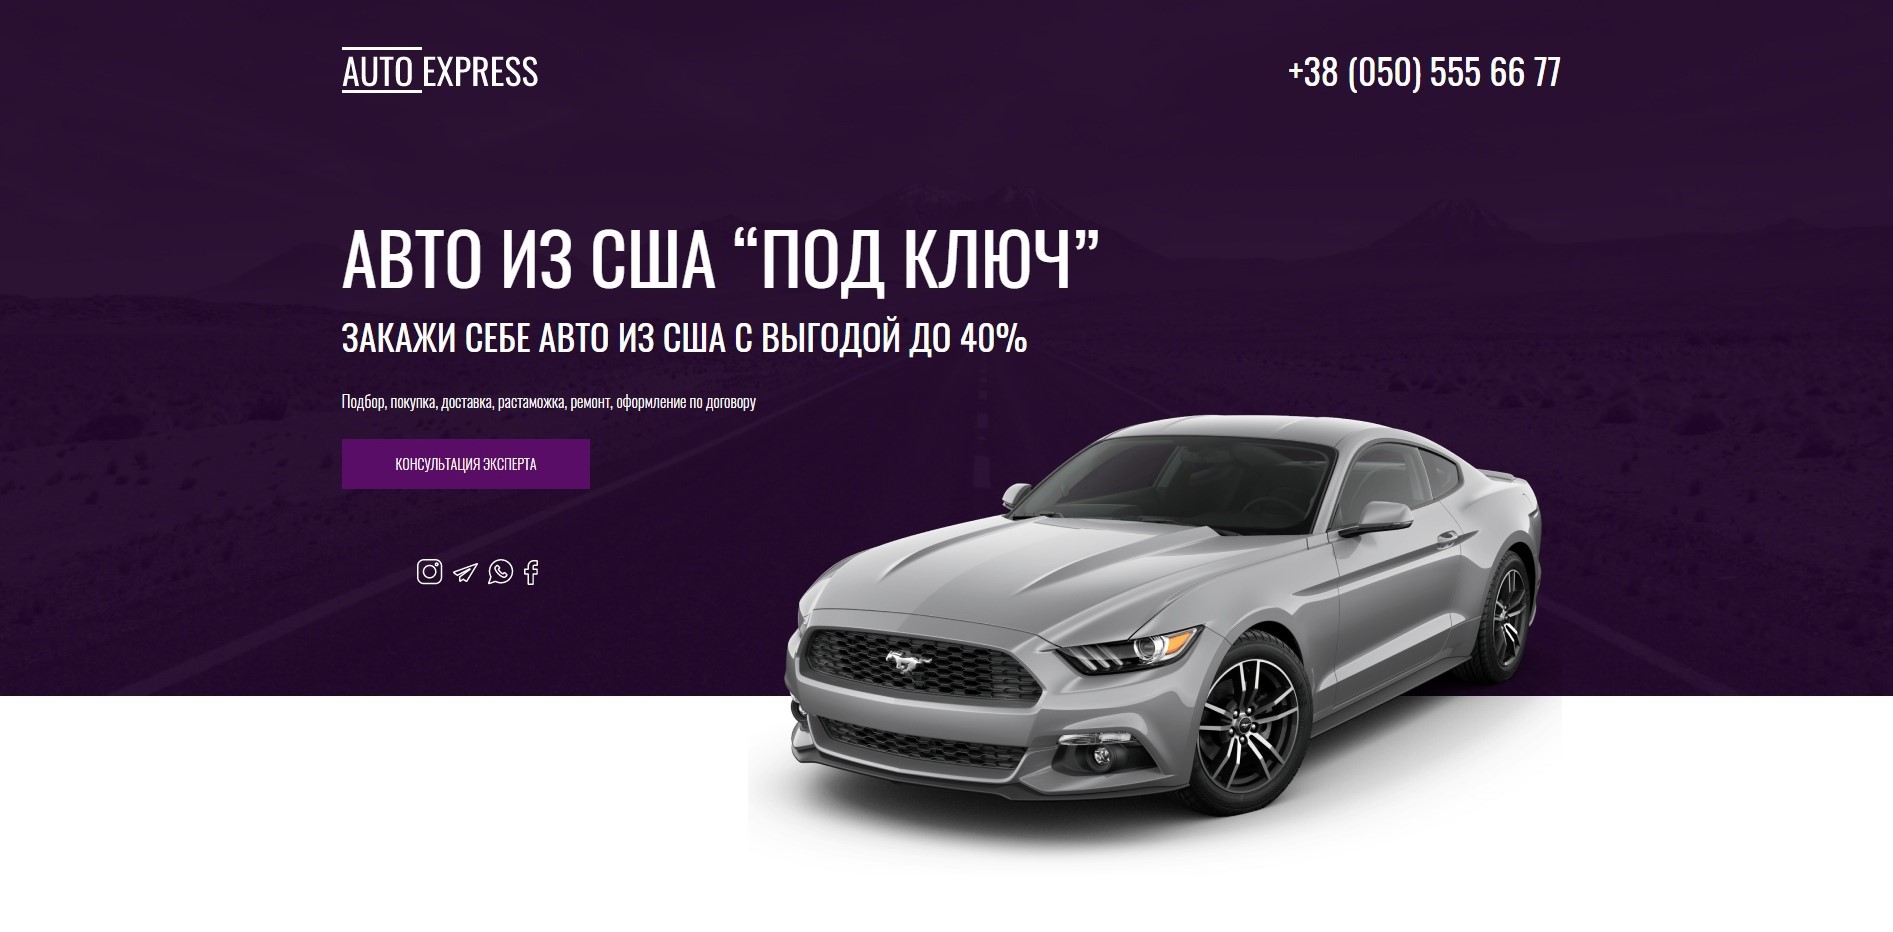 AUTO EXPRESS
+38 (050) 555 66 77
АВТО ИЗ США “ПОД КЛЮЧ”
ЗАКАЖИ СЕБЕ АВТО ИЗ США С ВЫГОДОЙ ДО 40%
Подбор, покупка, доставка, растаможка, ремонт, оформление по договору
КОНСУЛЬТАЦИЯ ЭКСПЕРТА